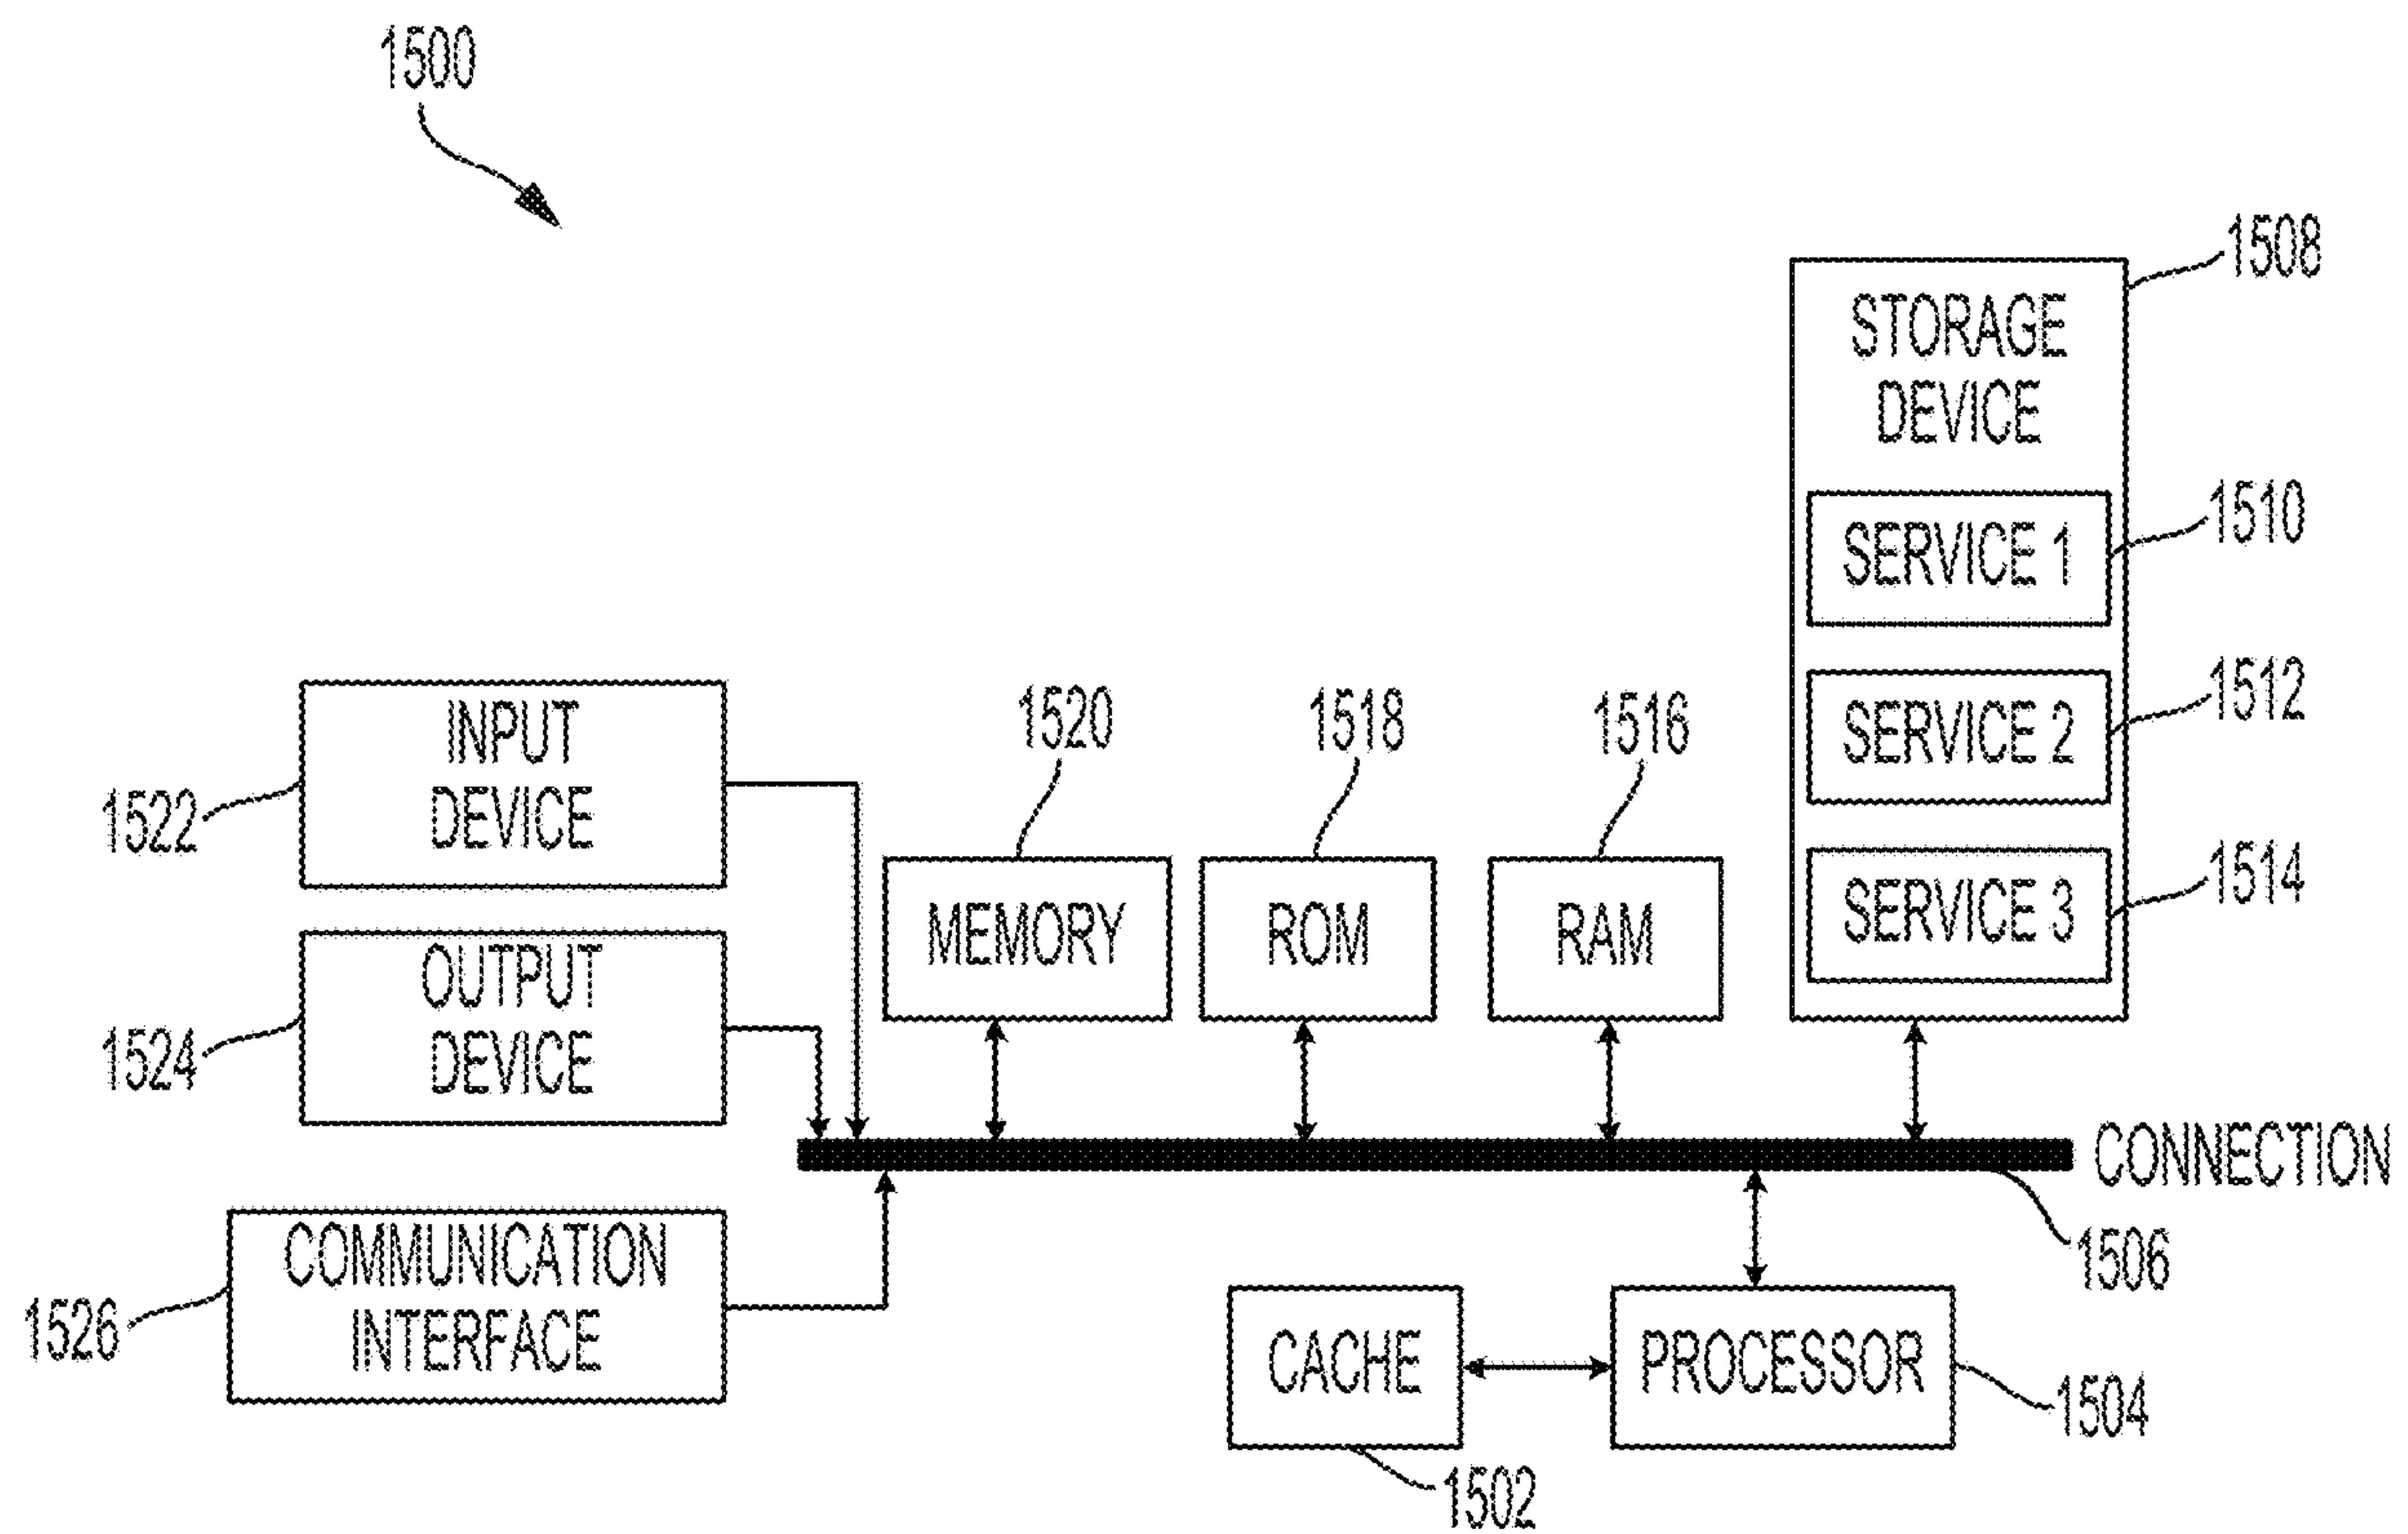 1500
1508
STORAGE
DEVICE
1510
SERVICE 1
1512
SERVICE 2
1514
SERVICE 3
INPUT
DEVICE
1522
1520
MEMORY
1518
ROM
1516
RAM
OUTPUT
DEVICE
1524
CONNECTION
1506
COMMUNICATION
INTERFACE
1526
CACHE
1502
PROCESSOR
1504